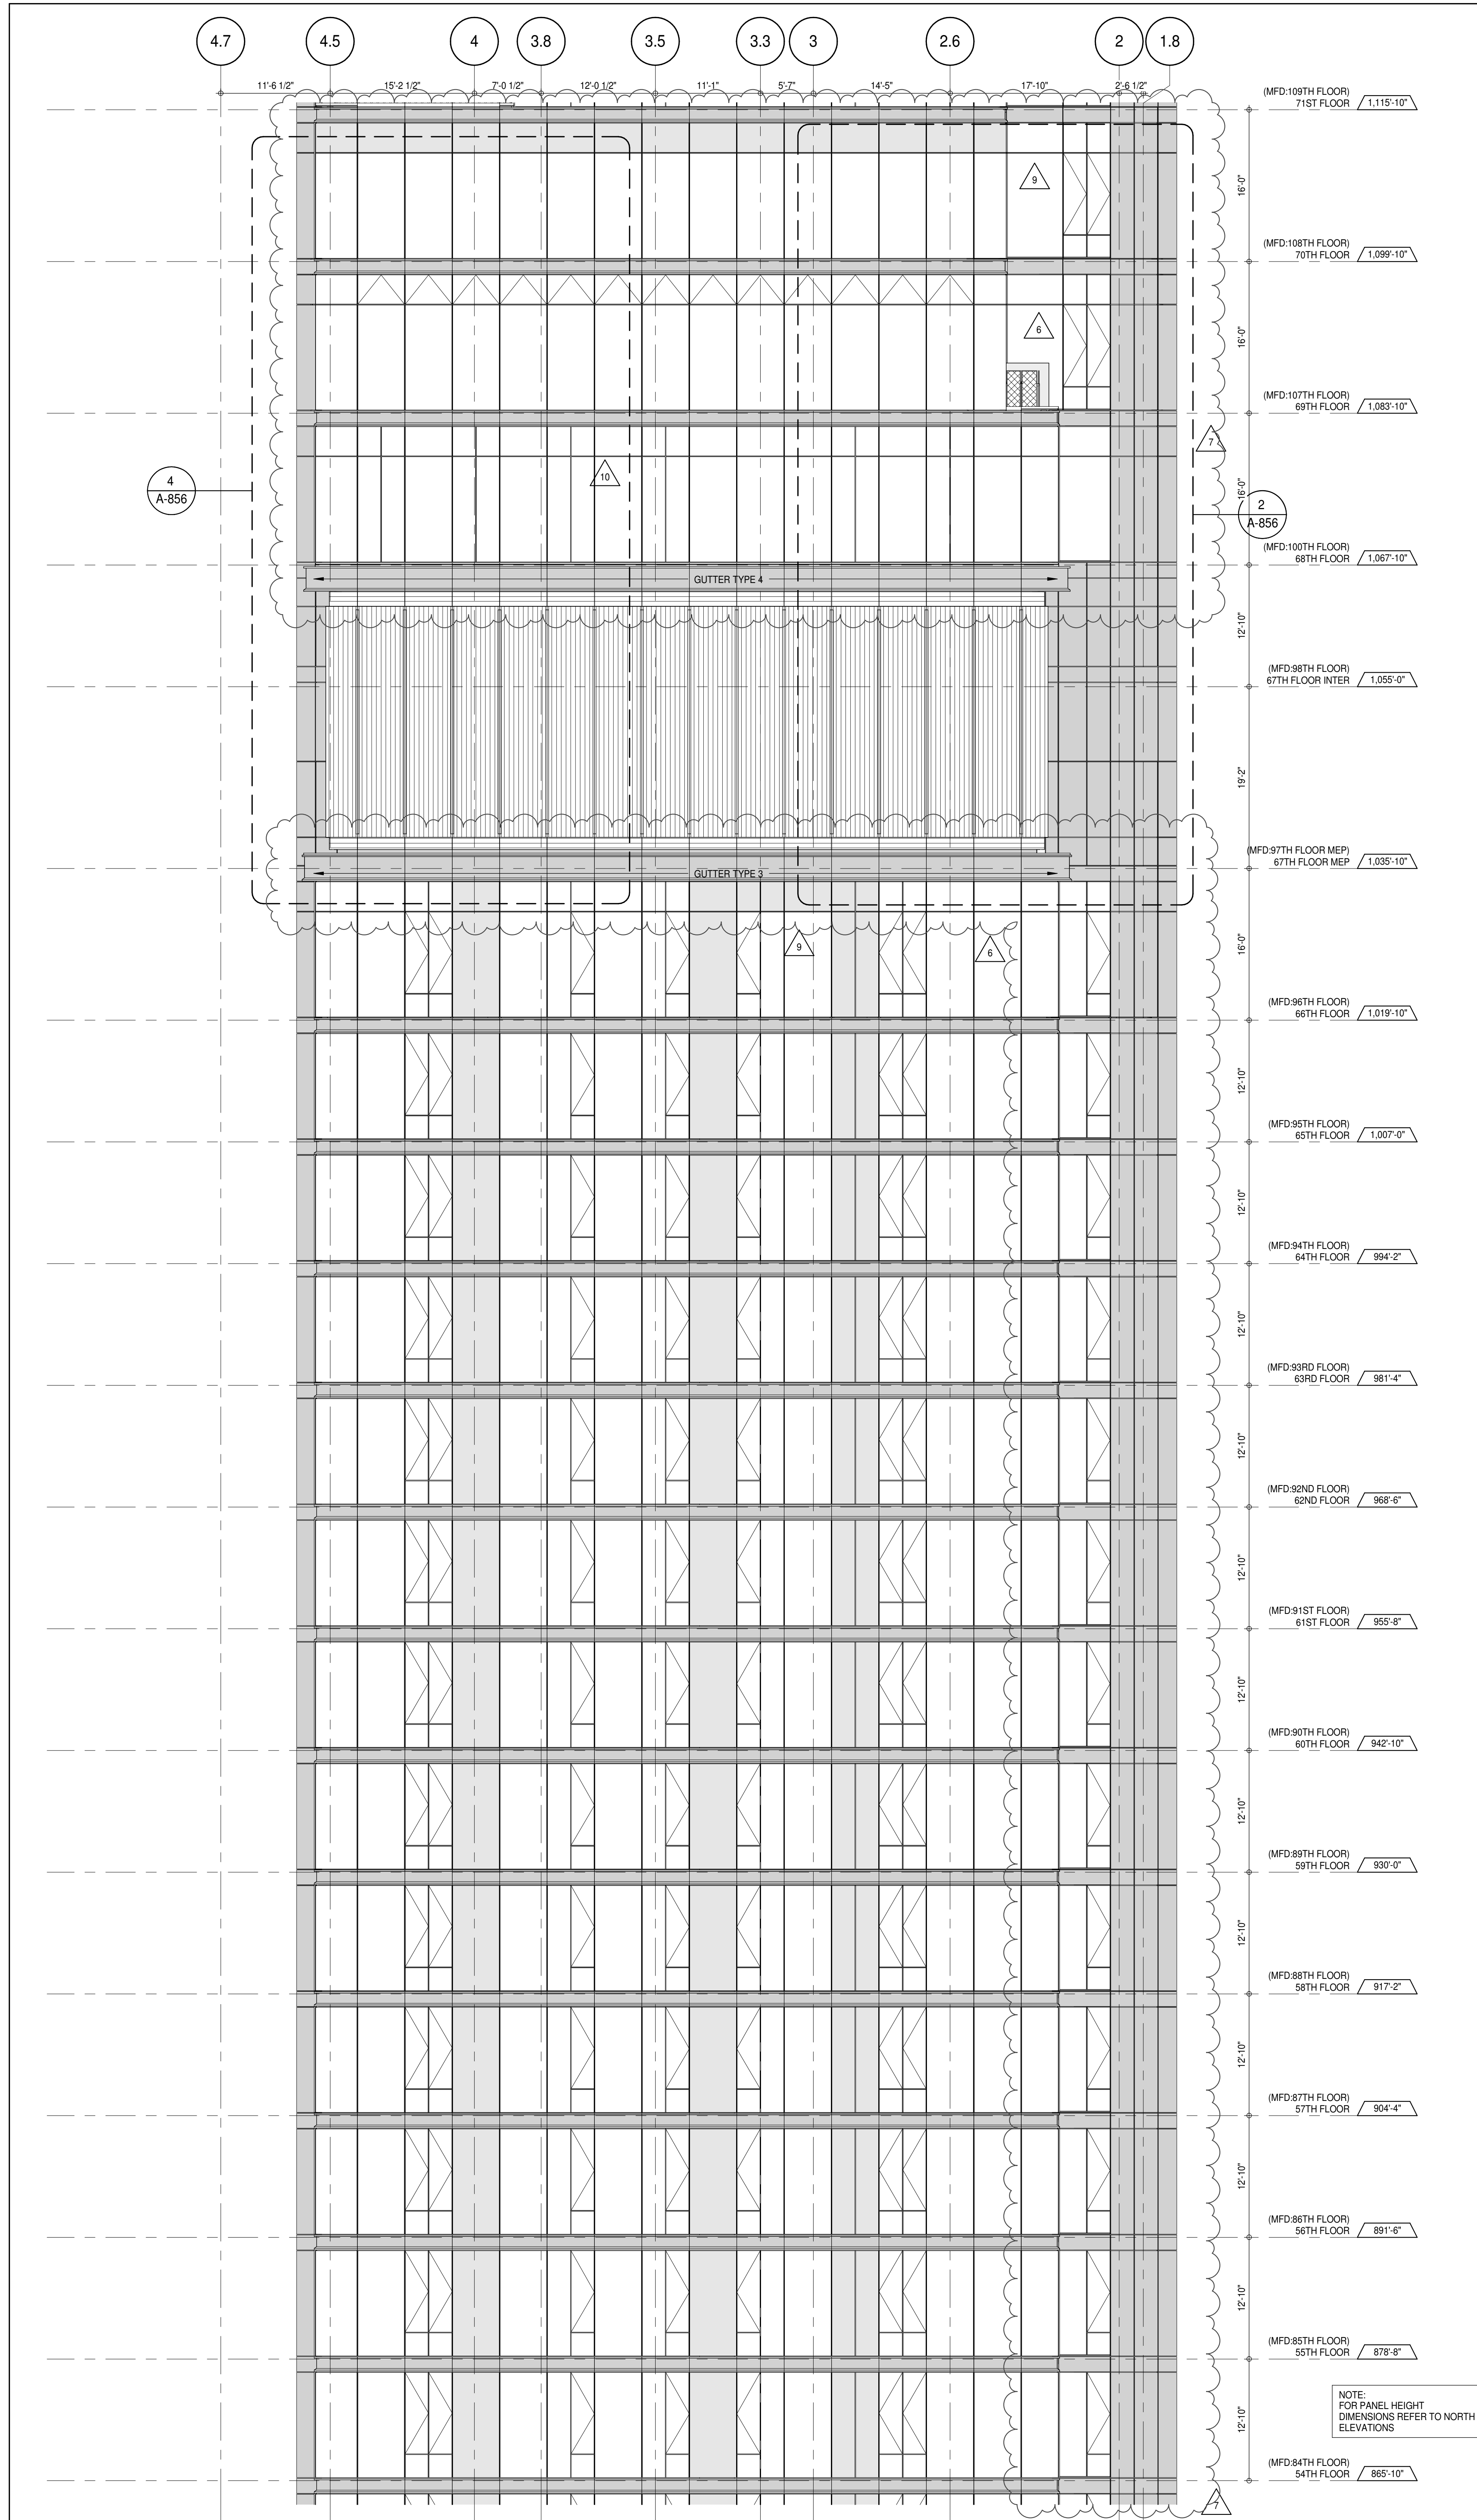 4.7
4.5
4
3.8
3.5
3.3
3
2.6
2
1.8
11'-6 1/2"
15'-2 1/2"
7'-0 1/2"
12'-0 1/2"
11'-1"
5'-7"
14'-5"
17'-10"
2'-6 1/2"
(MFD:109TH FLOOR)
71ST FLOOR 1,115'-10"
9
16'-0"
(MFD:108TH FLOOR)
70TH FLOOR 1,099'-10"
6
16'-0"
(MFD:107TH FLOOR)
69TH FLOOR 1,083'-10"
7
10
4
A-856
16'-0"
2
A-856
(MFD:100TH FLOOR)
68TH FLOOR 1,067'-10"
GUTTER TYPE 4
12'-10"
(MFD:98TH FLOOR)
67TH FLOOR INTER 1,055'-0"
19'-2"
(MFD:97TH FLOOR MEP)
67TH FLOOR MEP 1,035'-10"
GUTTER TYPE 3
9
6
16'-0"
(MFD:96TH FLOOR)
66TH FLOOR 1,019'-10"
12'-10"
(MFD:95TH FLOOR)
65TH FLOOR 1,007'-0"
12'-10"
(MFD:94TH FLOOR)
64TH FLOOR 994'-2"
12'-10"
(MFD:93RD FLOOR)
63RD FLOOR 981'-4"
12'-10"
(MFD:92ND FLOOR)
62ND FLOOR 968'-6"
12'-10"
(MFD:91ST FLOOR)
61ST FLOOR 955'-8"
12'-10"
(MFD:90TH FLOOR)
60TH FLOOR 942'-10"
12'-10"
(MFD:89TH FLOOR)
59TH FLOOR 930'-0"
12'-10"
(MFD:88TH FLOOR)
58TH FLOOR 917'-2"
12'-10"
(MFD:87TH FLOOR)
57TH FLOOR 904'-4"
12'-10"
(MFD:86TH FLOOR)
56TH FLOOR 891'-6"
12'-10"
(MFD:85TH FLOOR)
55TH FLOOR 878'-8"
12'-10"
NOTE:
FOR PANEL HEIGHT
DIMENSIONS REFER TO NORTH
ELEVATIONS
(MFD:84TH FLOOR)
54TH FLOOR 865'-10"
7